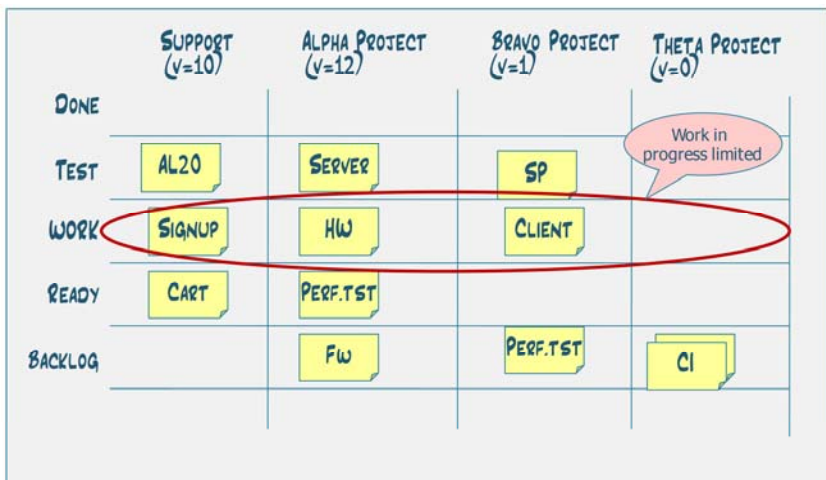 SUPPORT
(v=10)
ALPHA PROJECT
(v=12)
BRAVO PROJECT
(v=1)
THETA PROJECT
(v=0)
DONE
Work in
progress limited
TEST
AL20
SERVER
SP
WORK
SIGNUP
HW
CLIENT
READY
CART
PERF.TST
BACKLOG
FW
PERF.TST
CI